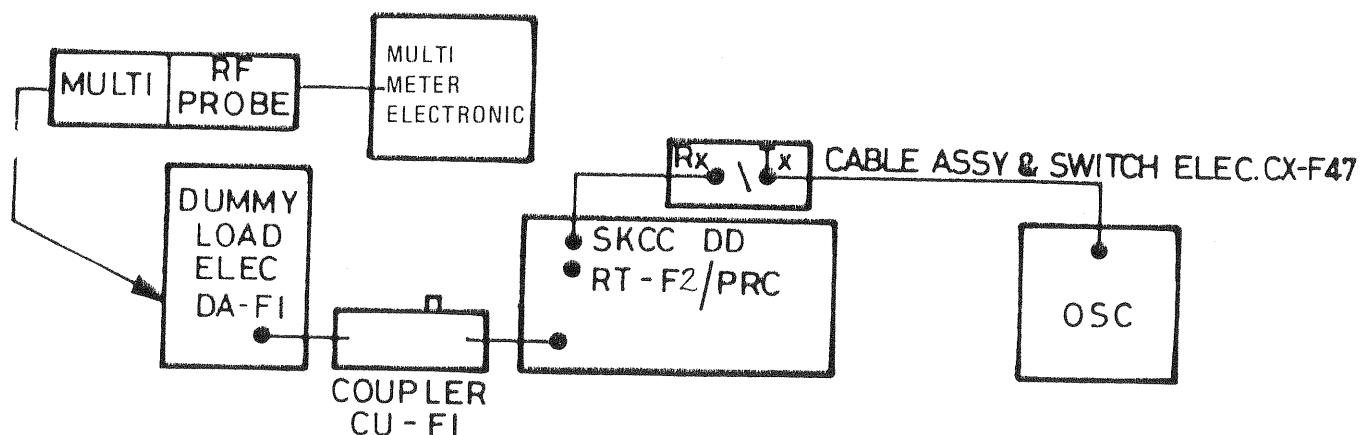 MULTI
RF
PROBE
MULTI
METER
ELECTRONIC
DUMMY
LOAD
ELEC
DA-F1
COUPLER
CU-F1
Rx
Tx
CABLE ASSY & SWITCH ELEC. CX-F47
SKCC DD
RT-F2/PRC
OSC